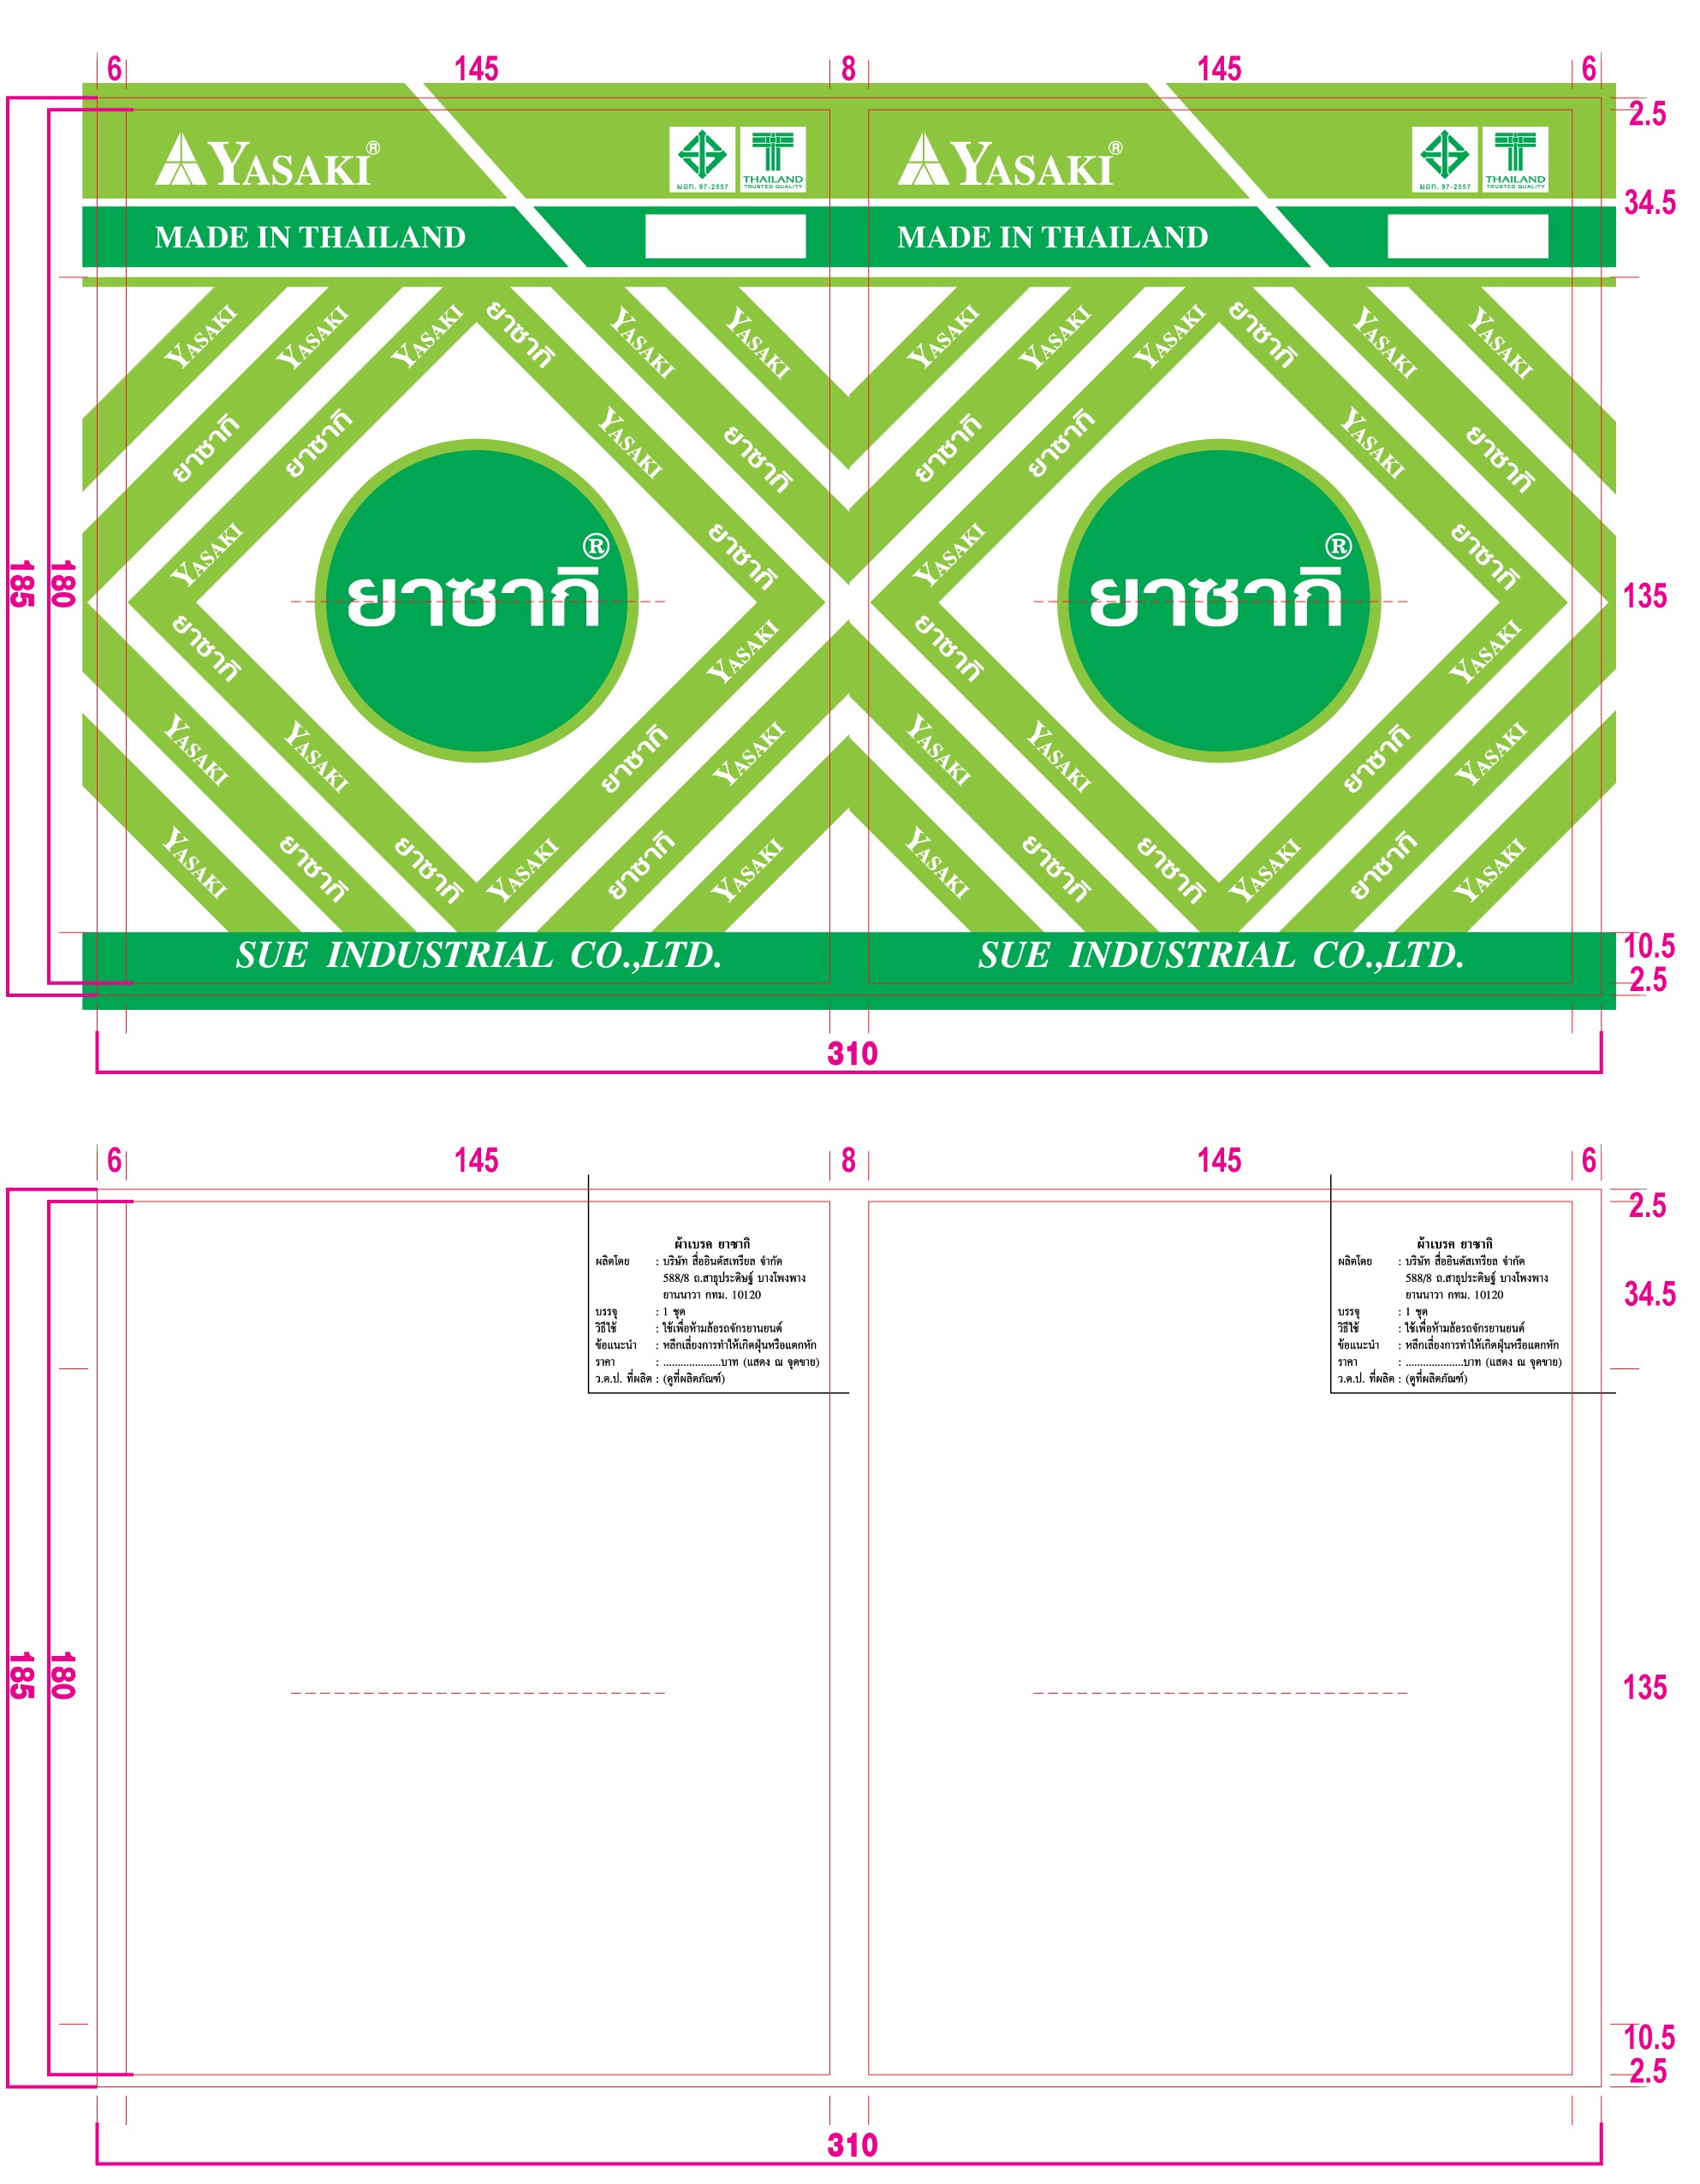 6 145 8 145 6
2.5
YASAKI® มอก. 97-2557 THAILAND TRUSTED QUALITY YASAKI® มอก. 97-2557 THAILAND TRUSTED QUALITY
34.5
MADE IN THAILAND MADE IN THAILAND
YASAKI YASAKI YASAKI ยาซากิ YASAKI YASAKI YASAKI YASAKI YASAKI ยาซากิ YASAKI YASAKI
ยาซากิ ยาซากิ YASAKI ยาซากิ ยาซากิ ยาซากิ YASAKI ยาซากิ
YASAKI ยาซากิ YASAKI ยาซากิ
185 180 ยาซากิ® ยาซากิ® 135
ยาซากิ YASAKI ยาซากิ YASAKI
YASAKI YASAKI ยาซากิ YASAKI YASAKI YASAKI ยาซากิ YASAKI
YASAKI ยาซากิ ยาซากิ YASAKI ยาซากิ YASAKI YASAKI ยาซากิ ยาซากิ YASAKI ยาซากิ YASAKI
SUE INDUSTRIAL CO.,LTD. SUE INDUSTRIAL CO.,LTD. 10.5
2.5
310
6 145 8 145 6
2.5
ผ้าเบรค ยาซากิ ผ้าเบรค ยาซากิ
ผลิตโดย : บริษัท สื่ออินดัสเทรียล จำกัด ผลิตโดย : บริษัท สื่ออินดัสเทรียล จำกัด
588/8 ถ.สาธุประดิษฐ์ บางโพงพาง 588/8 ถ.สาธุประดิษฐ์ บางโพงพาง
ยานนาวา กทม. 10120 ยานนาวา กทม. 10120 34.5
บรรจุ : 1 ชุด บรรจุ : 1 ชุด
วิธีใช้ : ใช้เพื่อห้ามล้อรถจักรยานยนต์ วิธีใช้ : ใช้เพื่อห้ามล้อรถจักรยานยนต์
ข้อแนะนำ : หลีกเลี่ยงการทำให้เกิดฝุ่นหรือแตกหัก ข้อแนะนำ : หลีกเลี่ยงการทำให้เกิดฝุ่นหรือแตกหัก
ราคา : ....................บาท (แสดง ณ จุดขาย) ราคา : ....................บาท (แสดง ณ จุดขาย)
ว.ด.ป. ที่ผลิต : (ดูที่ผลิตภัณฑ์) ว.ด.ป. ที่ผลิต : (ดูที่ผลิตภัณฑ์)
185 180 135
10.5
2.5
310